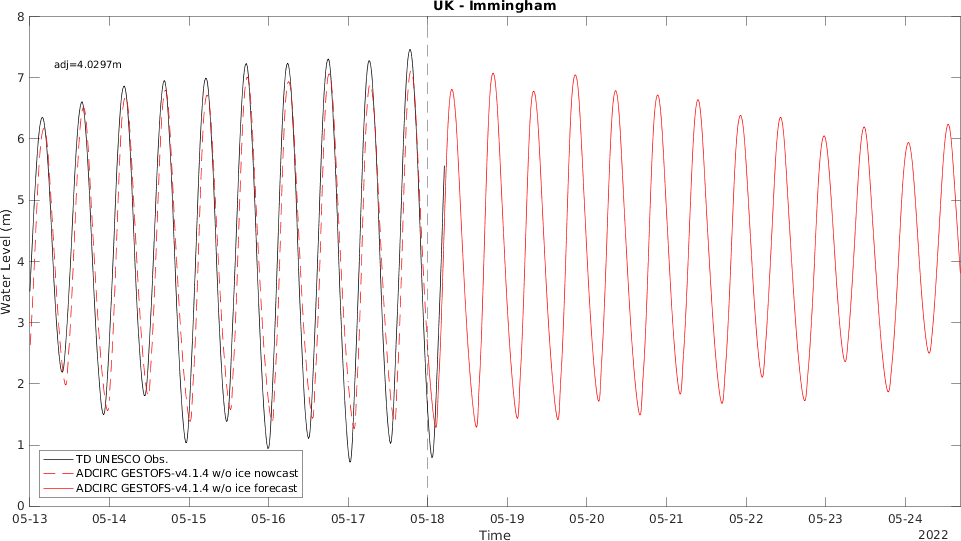 UK - Immingham
8
adj=4.0297m
7
6
5
4
3
2
1
0
Water Level (m)
TD UNESCO Obs.
ADCIRC GESTOFS-v4.1.4 w/o ice nowcast
ADCIRC GESTOFS-v4.1.4 w/o ice forecast
05-13 05-14 05-15 05-16 05-17 05-18 05-19 05-20 05-21 05-22 05-23 05-24
Time
2022